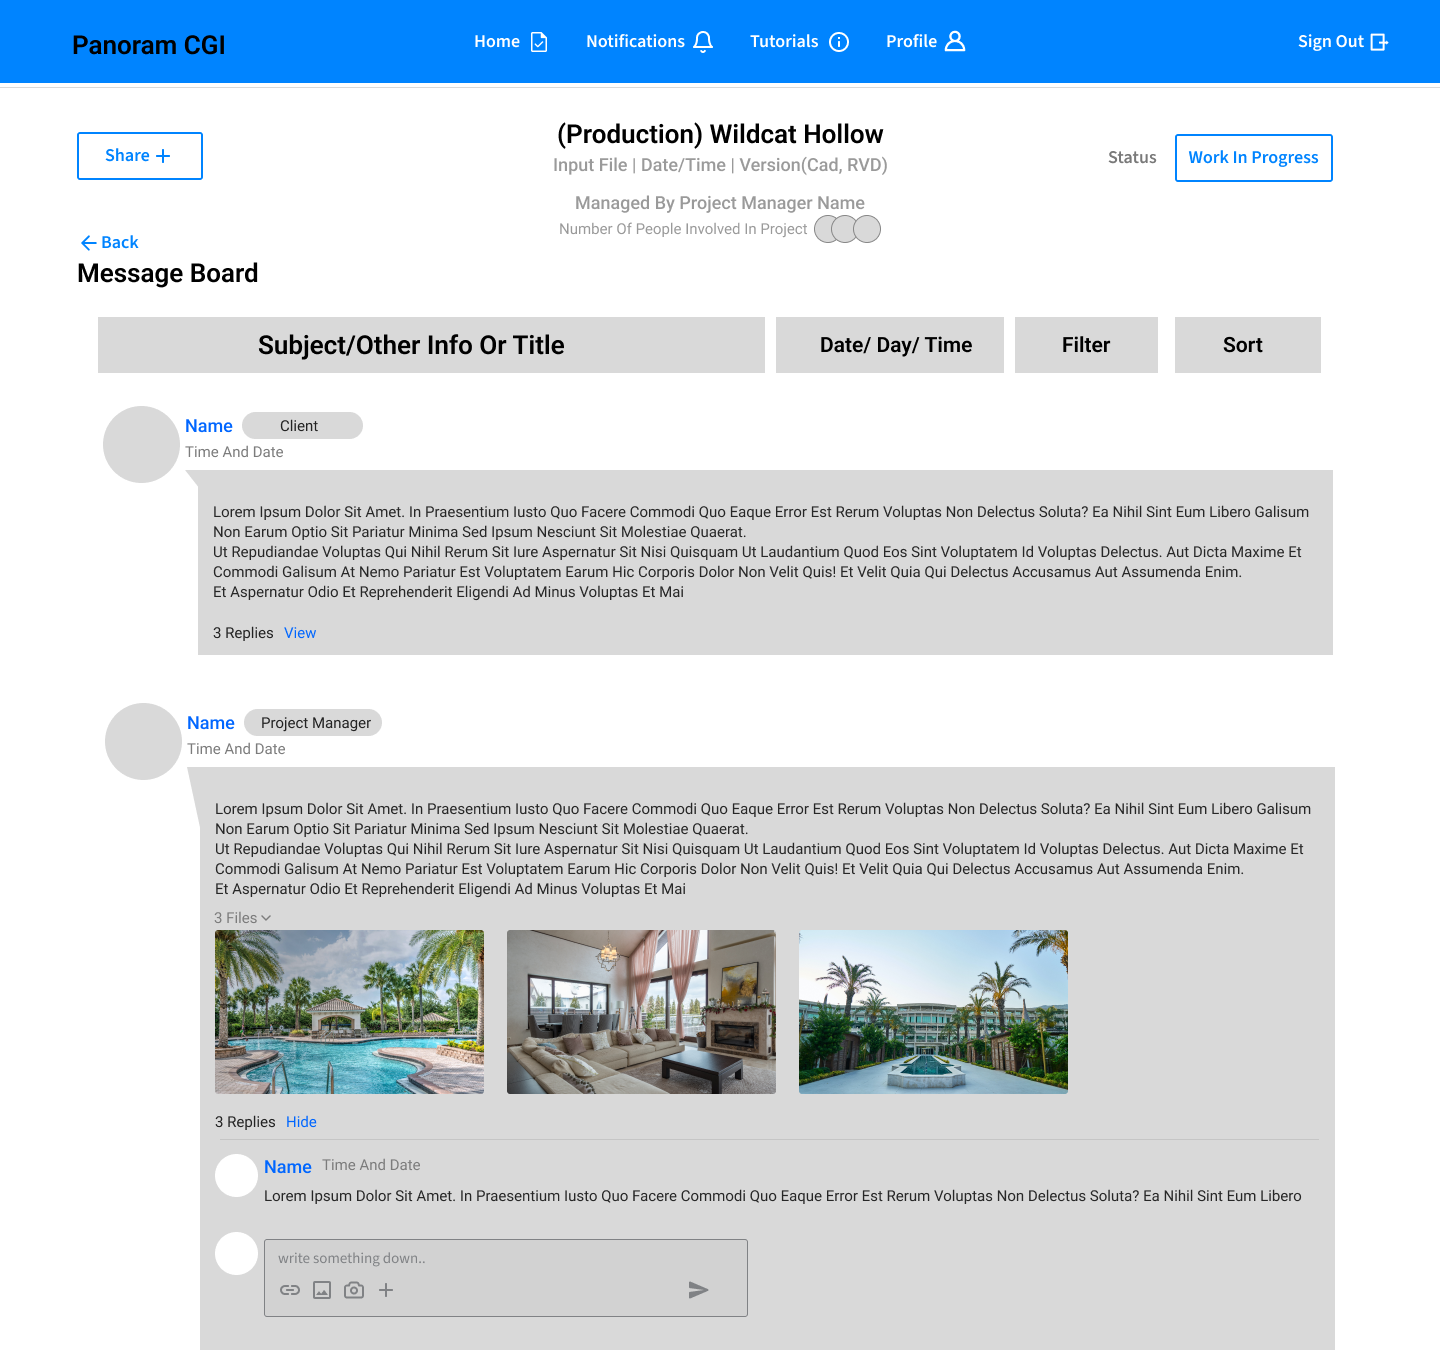 Panoram CGI
Home
Notifications
Tutorials
Profile
Sign Out
Share
(Production) Wildcat Hollow
Input File | Date/Time | Version(Cad, RVD)
Managed By Project Manager Name
Number Of People Involved In Project
Status
Work In Progress
Back
Message Board
Subject/Other Info Or Title
Date/ Day/ Time
Filter
Sort
Name
Client
Time And Date
Lorem Ipsum Dolor Sit Amet. In Praesentium Iusto Quo Facere Commodi Quo Eaque Error Est Rerum Voluptas Non Delectus Soluta? Ea Nihil Sint Eum Libero Galisum
Non Earum Optio Sit Pariatur Minima Sed Ipsum Nesciunt Sit Molestiae Quaerat.
Ut Repudiandae Voluptas Qui Nihil Rerum Sit Iure Aspernatur Sit Nisi Quisquam Ut Laudantium Quod Eos Sint Voluptatem Id Voluptas Delectus. Aut Dicta Maxime Et
Commodi Galisum At Nemo Pariatur Est Voluptatem Earum Hic Corporis Dolor Non Velit Quis! Et Velit Quia Qui Delectus Accusamus Aut Assumenda Enim.
Et Aspernatur Odio Et Reprehenderit Eligendi Ad Minus Voluptas Et Mai
3 Replies View
Name
Project Manager
Time And Date
Lorem Ipsum Dolor Sit Amet. In Praesentium Iusto Quo Facere Commodi Quo Eaque Error Est Rerum Voluptas Non Delectus Soluta? Ea Nihil Sint Eum Libero Galisum
Non Earum Optio Sit Pariatur Minima Sed Ipsum Nesciunt Sit Molestiae Quaerat.
Ut Repudiandae Voluptas Qui Nihil Rerum Sit Iure Aspernatur Sit Nisi Quisquam Ut Laudantium Quod Eos Sint Voluptatem Id Voluptas Delectus. Aut Dicta Maxime Et
Commodi Galisum At Nemo Pariatur Est Voluptatem Earum Hic Corporis Dolor Non Velit Quis! Et Velit Quia Qui Delectus Accusamus Aut Assumenda Enim.
Et Aspernatur Odio Et Reprehenderit Eligendi Ad Minus Voluptas Et Mai
3 Files
3 Replies Hide
Name Time And Date
Lorem Ipsum Dolor Sit Amet. In Praesentium Iusto Quo Facere Commodi Quo Eaque Error Est Rerum Voluptas Non Delectus Soluta? Ea Nihil Sint Eum Libero
write something down..